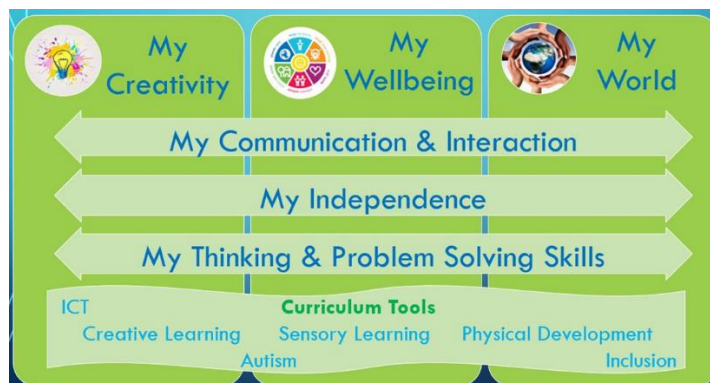 My
Creativity
My
Wellbeing
My
World
My Communication & Interaction
My Independence
My Thinking & Problem Solving Skills
ICT
Curriculum Tools
Creative Learning
Sensory Learning
Physical Development
Autism
Inclusion